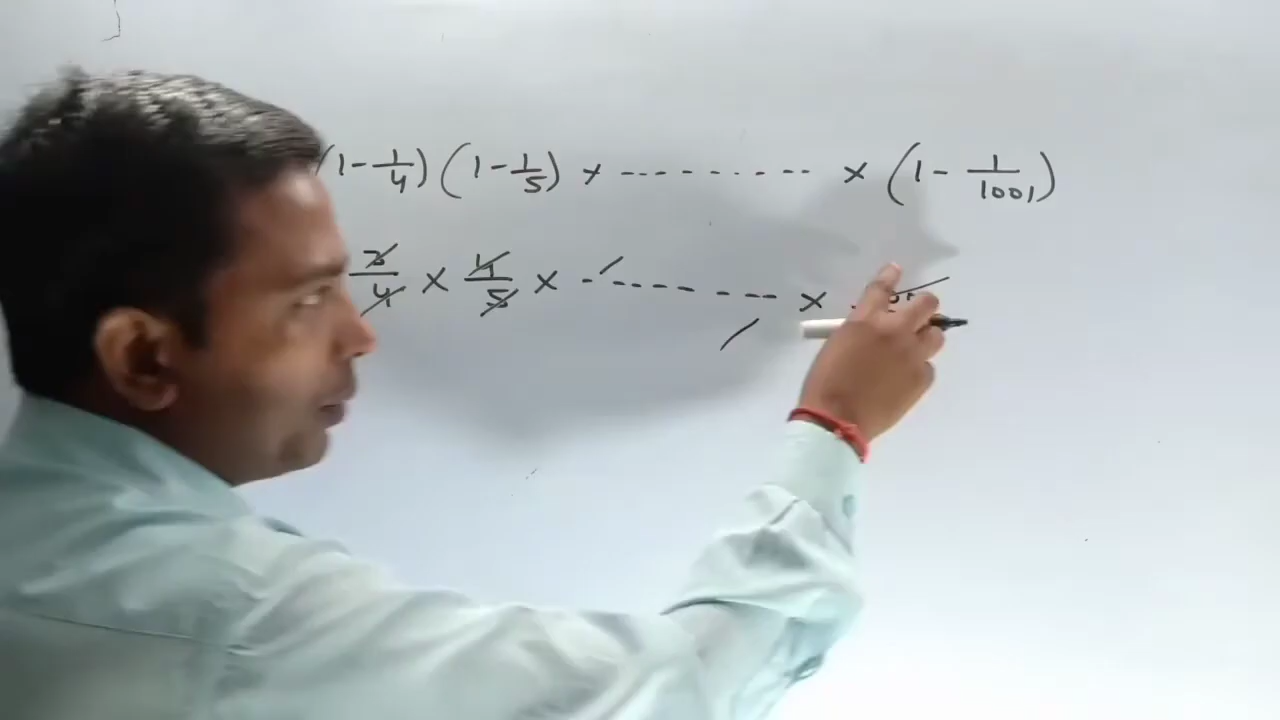 (1-1/4)(1-1/5) × ---------- × (1-1/1001)
3/4 × 4/5 × --------- ×